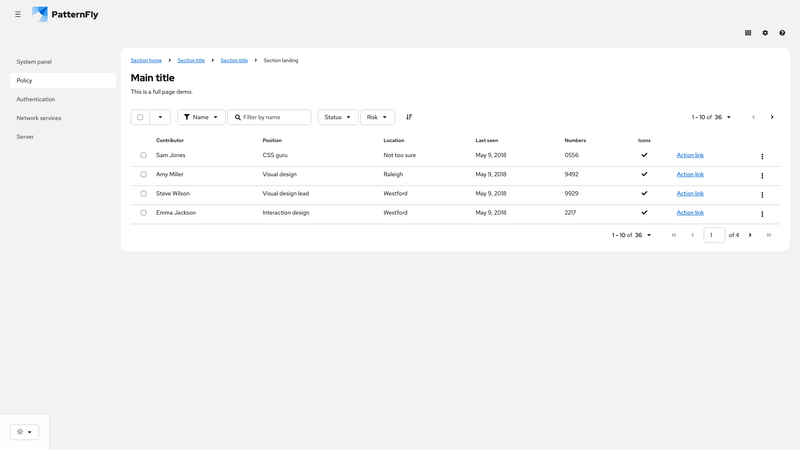 PatternFly
System panel
Policy
Authentication
Network services
Server
Section home > Section title > Section title > Section landing
Main title
This is a full page demo.
Name Filter by name Status Risk 1 - 10 of 36
Contributor Position Location Last seen Numbers Icons
Sam Jones CSS guru Not too sure May 9, 2018 0556 Action link
Amy Miller Visual design Raleigh May 9, 2018 9492 Action link
Steve Wilson Visual design lead Westford May 9, 2018 9929 Action link
Emma Jackson Interaction design Westford May 9, 2018 2217 Action link
1 - 10 of 36 1 of 4